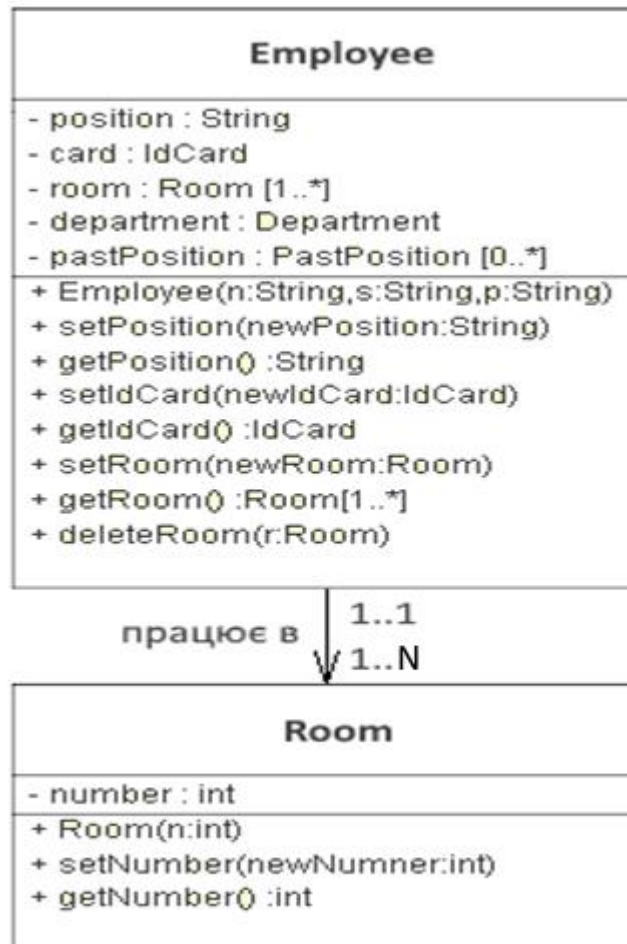 Employee
- position : String
- card : IdCard
- room : Room [1..*]
- department : Department
- pastPosition : PastPosition [0..*]
+ Employee(n:String,s:String,p:String)
+ setPosition(newPosition:String)
+ getPosition() :String
+ setIdCard(newIdCard:IdCard)
+ getIdCard() :IdCard
+ setRoom(newRoom:Room)
+ getRoom() :Room[1..*]
+ deleteRoom(r:Room)
1..1
працює в
1..N
Room
- number : int
+ Room(n:int)
+ setNumber(newNumner:int)
+ getNumber() :int